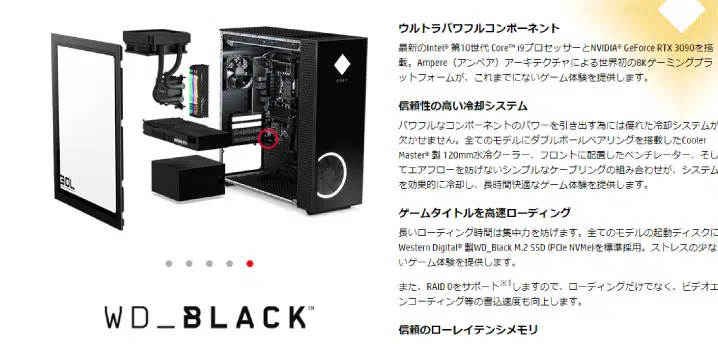 30L
WD_BLACK™
ウルトラパワフルコンポーネント
最新のIntel® 第10世代 Core™ i9プロセッサーとNVIDIA® GeForce RTX 3090を搭
載。Ampere（アンペア）アーキテクチャによる世界初の8Kゲーミングプラ
ットフォームが、これまでにないゲーム体験を提供します。
信頼性の高い冷却システム
パワフルなコンポーネントのパワーを引き出す為には優れた冷却システムが
欠かせません。全てのモデルにダブルボールベアリングを搭載したCooler
Master® 製 120mm水冷クーラー、フロントに配置したベンチレーター、そし
てエアフローを妨げないシンプルなケーブリングの組み合わせが、システム
を効果的に冷却し、長時間快適なゲーム体験を提供します。
ゲームタイトルを高速ローディング
長いローディング時間は集中力を妨げます。全てのモデルの起動ディスクに
Western Digital® 製WD_Black M.2 SSD (PCIe NVMe)を標準採用。ストレスの少な
いゲーム体験を提供します。
また、RAID 0をサポート※1しますので、ローディングだけでなく、ビデオエ
ンコーディング等の書込速度も向上します。
信頼のローレイテンシメモリ